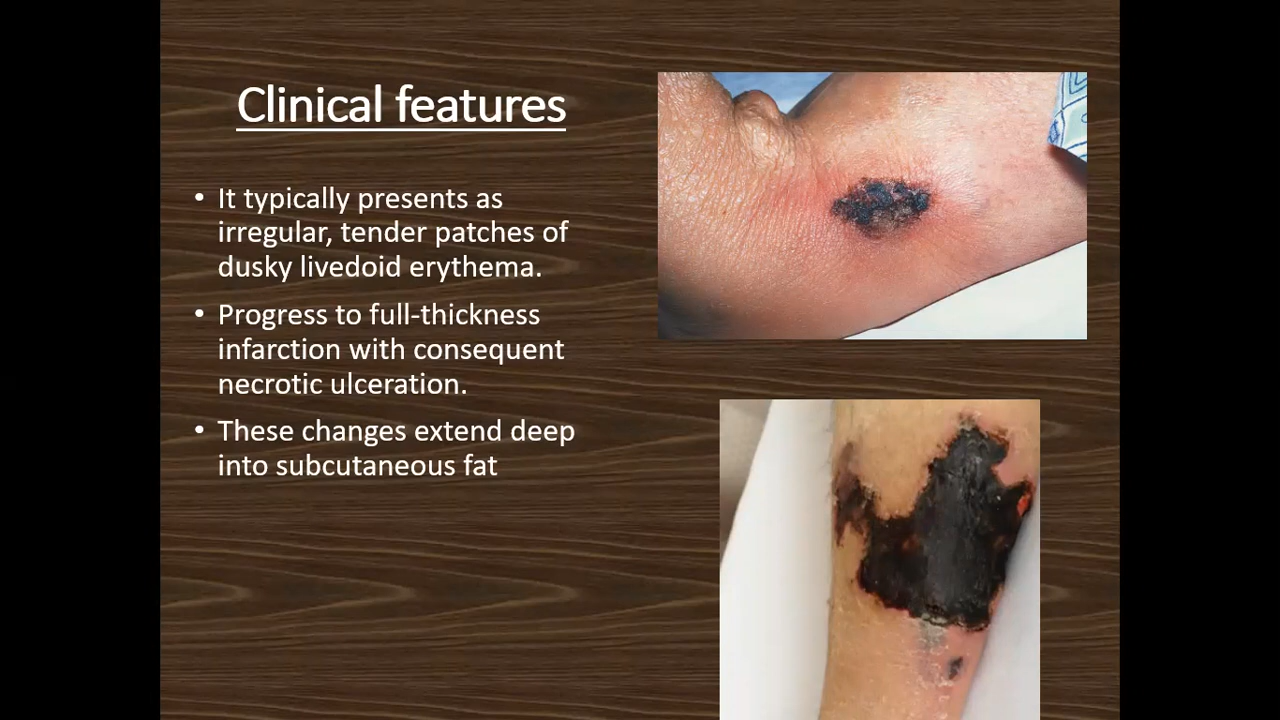 Clinical features
• It typically presents as
irregular, tender patches of
dusky livedoid erythema.
• Progress to full-thickness
infarction with consequent
necrotic ulceration.
• These changes extend deep
into subcutaneous fat